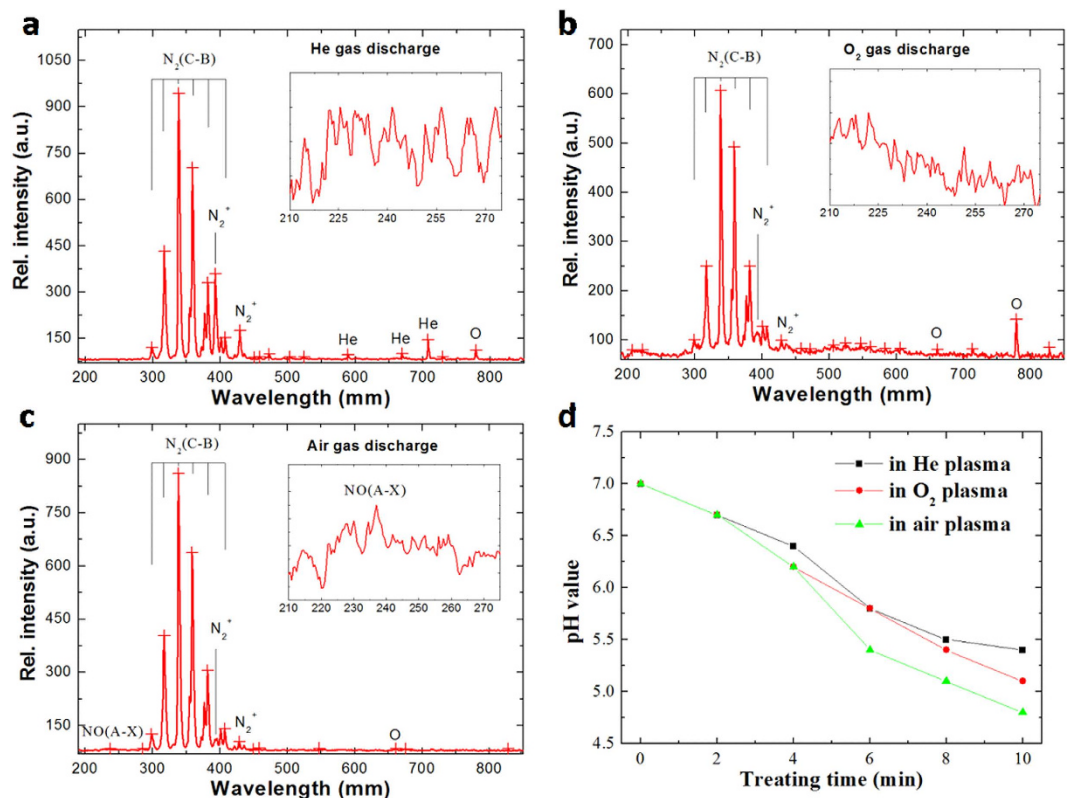 a
He gas discharge
N₂(C-B)
N₂⁺
N₂⁺
He
He
He
O
1050
900
750
600
450
300
150
200 300 400 500 600 700 800
210 225 240 255 270
Rel. intensity (a.u.)
Wavelength (mm)
b
O₂ gas discharge
N₂(C-B)
N₂⁺
N₂⁺
O
O
700
600
500
400
300
200
100
200 300 400 500 600 700 800
210 225 240 255 270
Rel. intensity (a.u.)
Wavelength (mm)
c
Air gas discharge
N₂(C-B)
NO(A-X)
N₂⁺
N₂⁺
NO(A-X)
O
900
750
600
450
300
150
200 300 400 500 600 700 800
210 220 230 240 250 260 270
Rel. intensity (a.u.)
Wavelength (mm)
d
in He plasma
in O₂ plasma
in air plasma
7.5
7.0
6.5
6.0
5.5
5.0
4.5
0 2 4 6 8 10
pH value
Treating time (min)